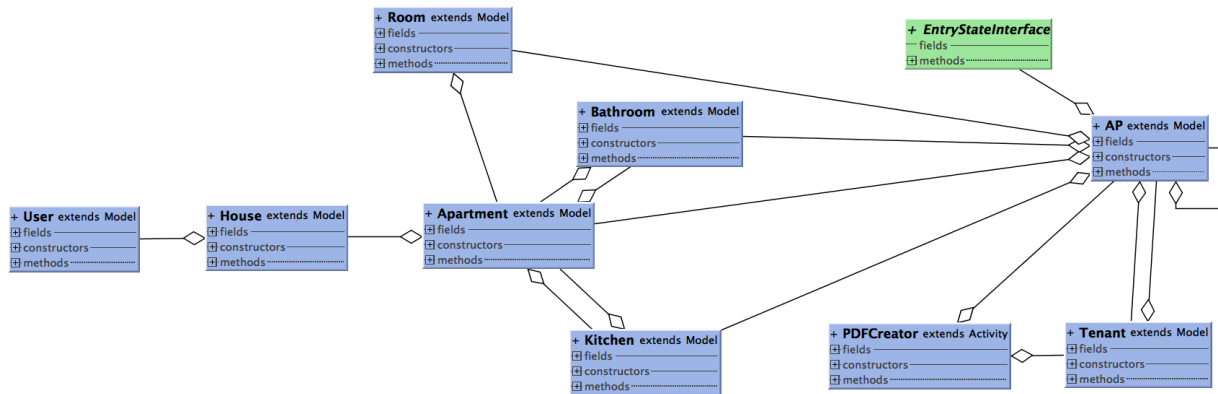 + Room extends Model
fields
constructors
methods
+ EntryStateInterface
fields
methods
+ Bathroom extends Model
fields
constructors
methods
+ AP extends Model
fields
constructors
methods
+ User extends Model
fields
constructors
methods
+ House extends Model
fields
constructors
methods
+ Apartment extends Model
fields
constructors
methods
+ Kitchen extends Model
fields
constructors
methods
+ PDFCreator extends Activity
fields
constructors
methods
+ Tenant extends Model
fields
constructors
methods